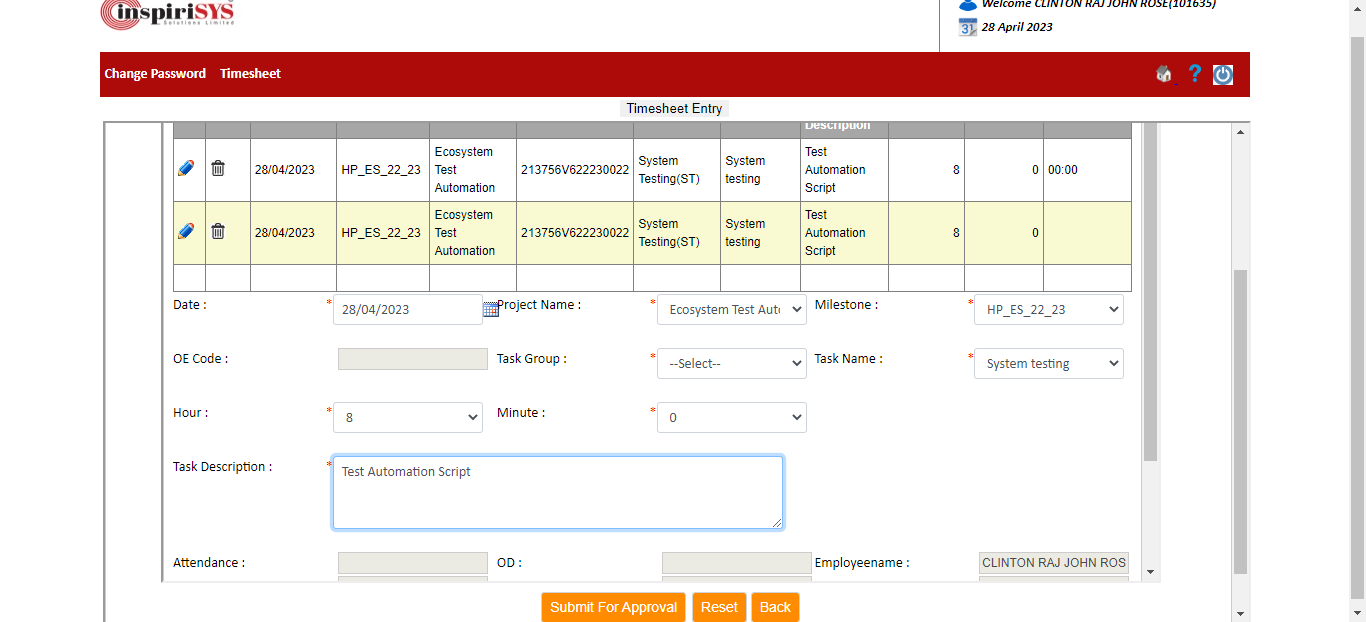 inspiriSYS
Solutions Limited
Welcome CLINTON RAJ JOHN ROSE(101635)
31 28 April 2023
Change Password Timesheet ?
Timesheet Entry
Description
28/04/2023 HP_ES_22_23 Ecosystem Test Automation 213756V622230022 System Testing(ST) System testing Test Automation Script 8 0 00:00
28/04/2023 HP_ES_22_23 Ecosystem Test Automation 213756V622230022 System Testing(ST) System testing Test Automation Script 8 0
Date : * 28/04/2023 Project Name : * Ecosystem Test Aut Milestone : * HP_ES_22_23
OE Code : Task Group : * --Select-- Task Name : * System testing
Hour : * 8 Minute : * 0
Task Description : * Test Automation Script
Attendance : OD : Employeename : CLINTON RAJ JOHN ROS
Submit For Approval Reset Back